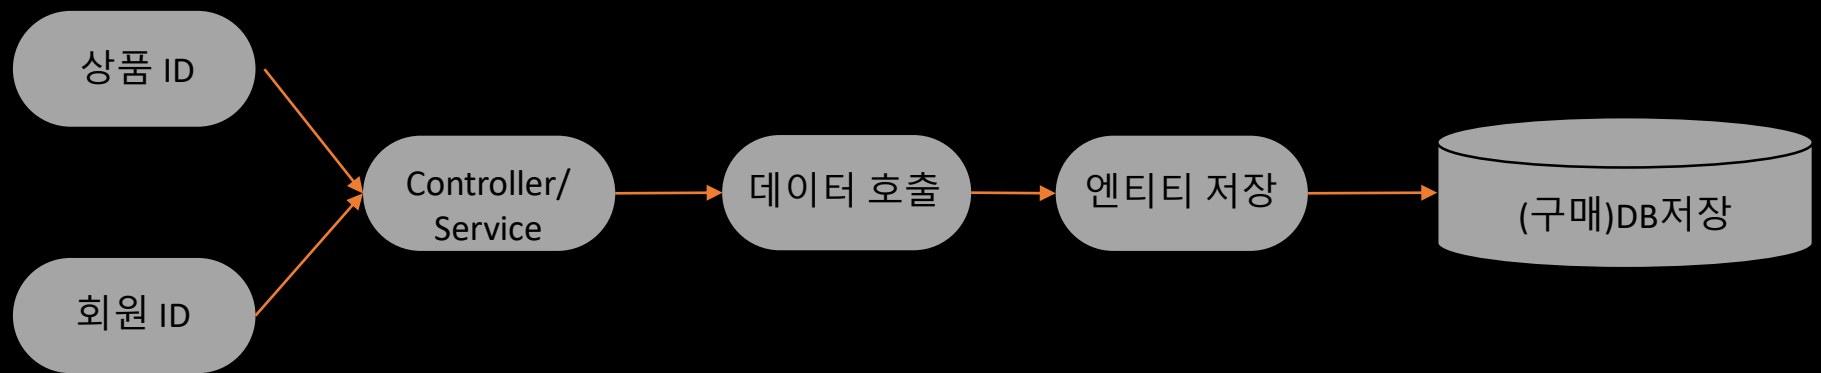 상품 ID
회원 ID
Controller/
Service
데이터 호출
엔티티 저장
(구매)DB저장